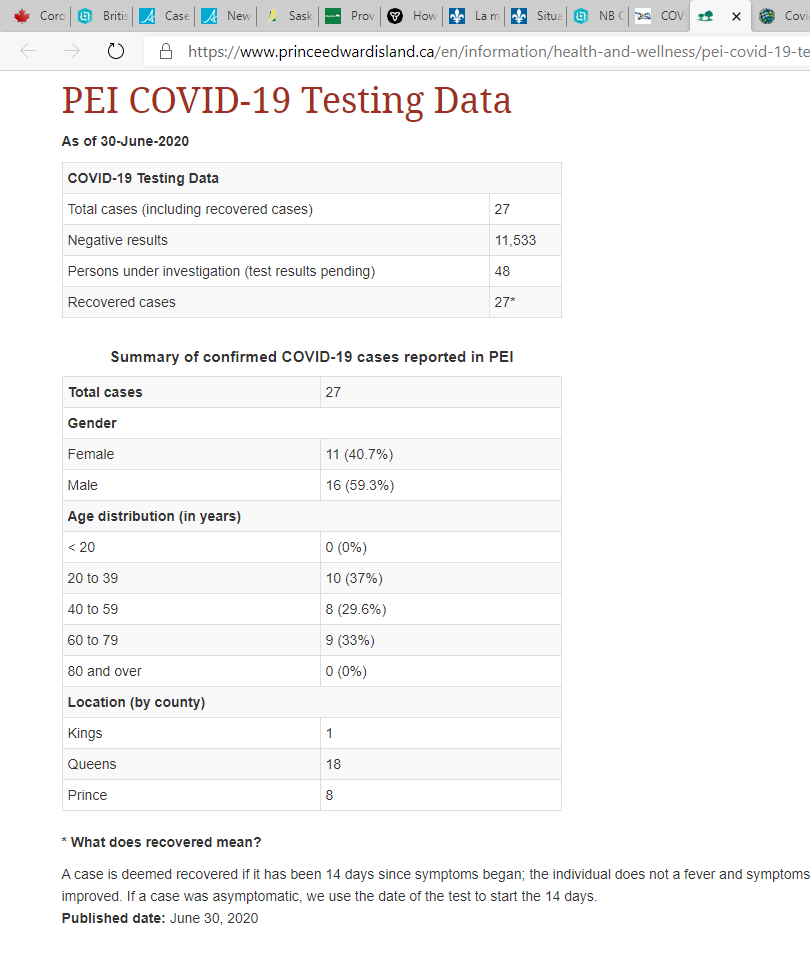 Corc Britis Case New Sask Prov How La m Situa NB C COV Covi
https://www.princeedwardisland.ca/en/information/health-and-wellness/pei-covid-19-te
PEI COVID-19 Testing Data
As of 30-June-2020
COVID-19 Testing Data
Total cases (including recovered cases) 27
Negative results 11,533
Persons under investigation (test results pending) 48
Recovered cases 27*
Summary of confirmed COVID-19 cases reported in PEI
Total cases 27
Gender
Female 11 (40.7%)
Male 16 (59.3%)
Age distribution (in years)
< 20 0 (0%)
20 to 39 10 (37%)
40 to 59 8 (29.6%)
60 to 79 9 (33%)
80 and over 0 (0%)
Location (by county)
Kings 1
Queens 18
Prince 8
* What does recovered mean?
A case is deemed recovered if it has been 14 days since symptoms began; the individual does not a fever and symptoms
improved. If a case was asymptomatic, we use the date of the test to start the 14 days.
Published date: June 30, 2020